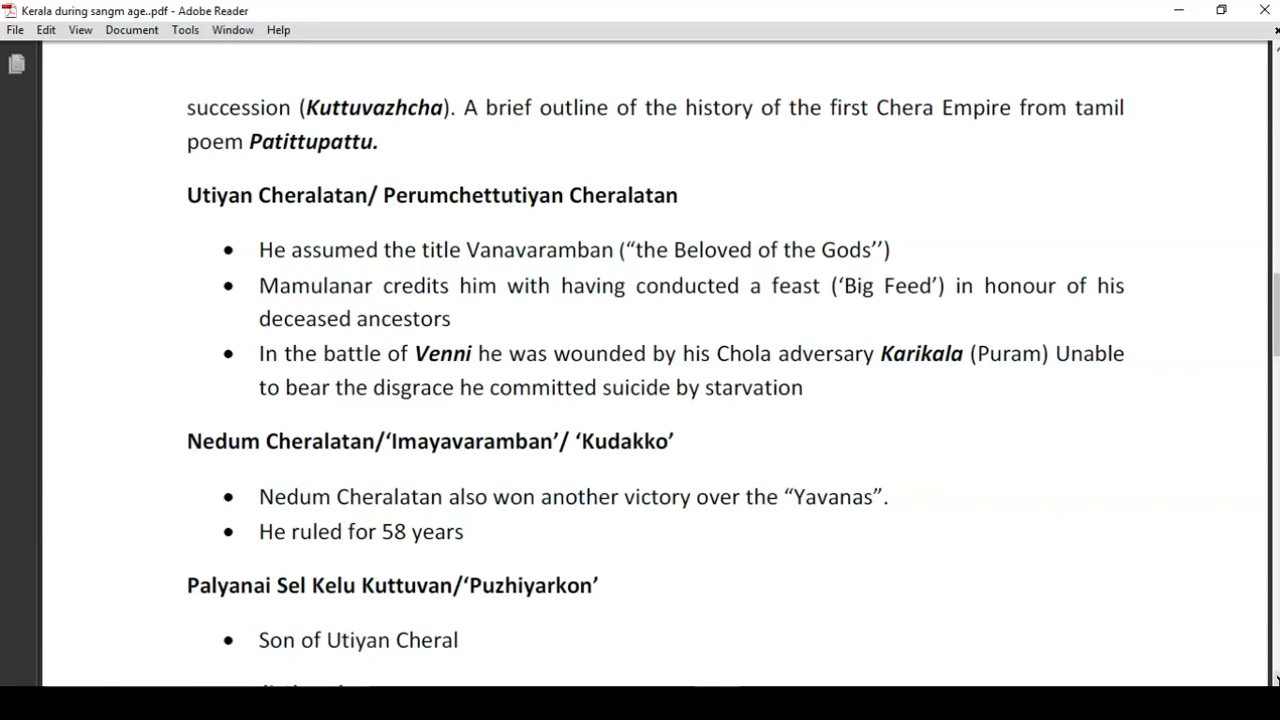 Kerala during sangm age..pdf - Adobe Reader
File Edit View Document Tools Window Help
succession (Kuttuvazhcha). A brief outline of the history of the first Chera Empire from tamil
poem Patittupattu.
Utiyan Cheralatan/ Perumchettutiyan Cheralatan
• He assumed the title Vanavaramban (“the Beloved of the Gods’’)
• Mamulanar credits him with having conducted a feast (‘Big Feed’) in honour of his
deceased ancestors
• In the battle of Venni he was wounded by his Chola adversary Karikala (Puram) Unable
to bear the disgrace he committed suicide by starvation
Nedum Cheralatan/‘Imayavaramban’/ ‘Kudakko’
• Nedum Cheralatan also won another victory over the “Yavanas”.
• He ruled for 58 years
Palyanai Sel Kelu Kuttuvan/‘Puzhiyarkon’
• Son of Utiyan Cheral